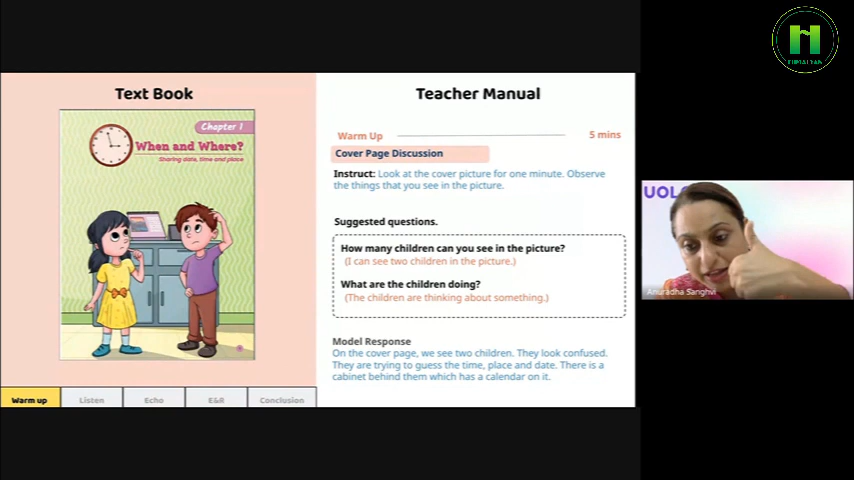 Text Book
Chapter 1
When and Where?
Sharing date, time and place
Warm up
Listen
Echo
E&R
Conclusion
Teacher Manual
Warm Up
5 mins
Cover Page Discussion
Instruct: Look at the cover picture for one minute. Observe
the things that you see in the picture.
Suggested questions.
How many children can you see in the picture?
(I can see two children in the picture.)
What are the children doing?
(The children are thinking about something.)
Model Response
On the cover page, we see two children. They look confused.
They are trying to guess the time, place and date. There is a
cabinet behind them which has a calendar on it.
UOLO
Anuradha Sanghvi